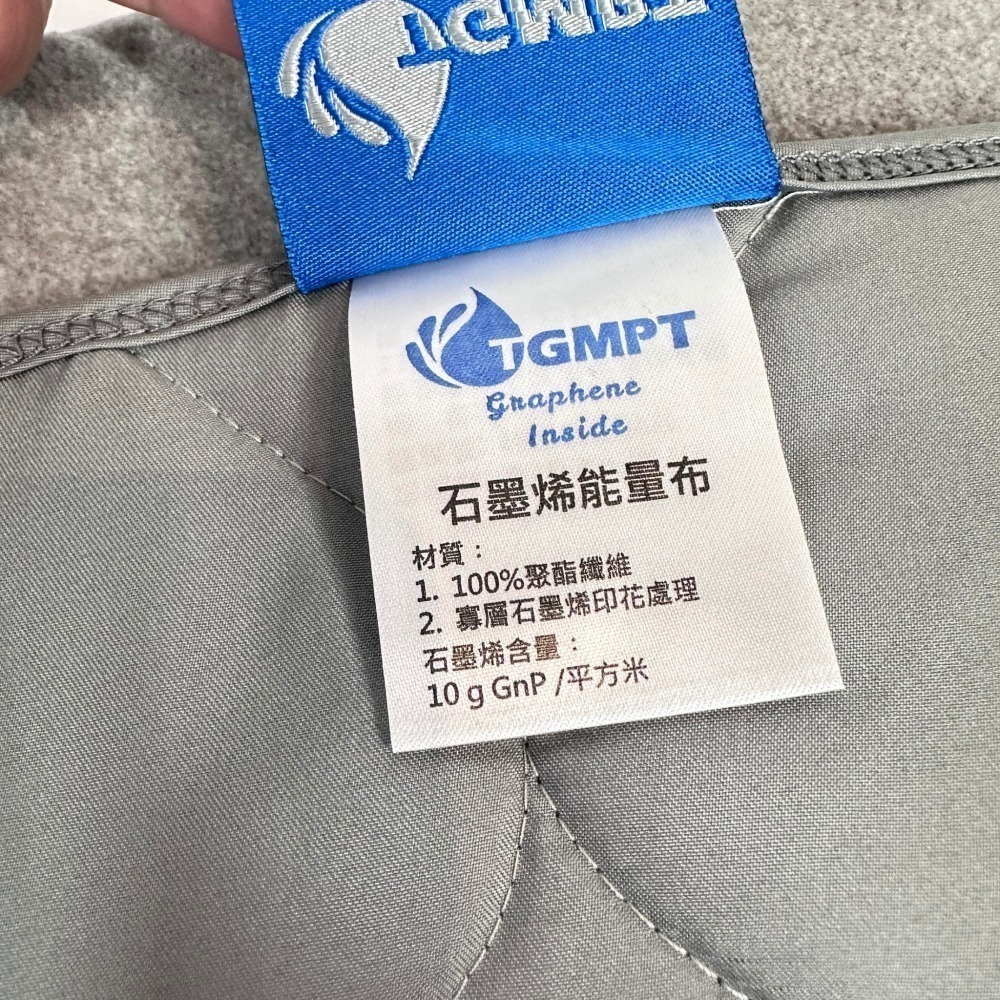 TGMPT
TGMPT
Graphene
Inside
石墨烯能量布
材質：
1. 100%聚酯纖維
2. 寡層石墨烯印花處理
石墨烯含量：
10 g GnP /平方米